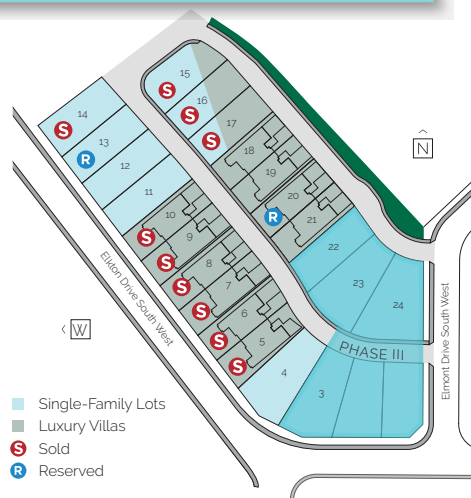 15
14
S
16
S
S
13
S
N
17
R
12
S
18
11
19
20
10
R
21
S
9
22
S
8
23
S
7
24
S
6
S
5
S
4
3
Elkton Drive South West
W
PHASE III
Elmont Drive South West
Single-Family Lots
Luxury Villas
S Sold
R Reserved